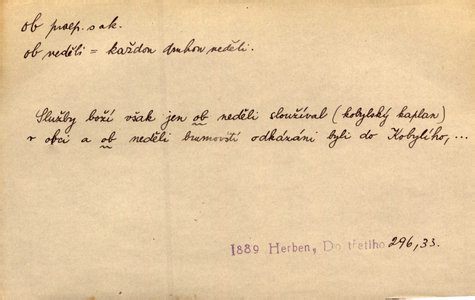 ob praep. s ak.
ob neděli = každou druhou neděli.
Služby boží však jen ob neděli sloužíval (kobylský kaplan)
v obci a ob neděli brumovští odkázáni byli do Kobylího, ...
1889 Herben, Do třetího 296, 33.